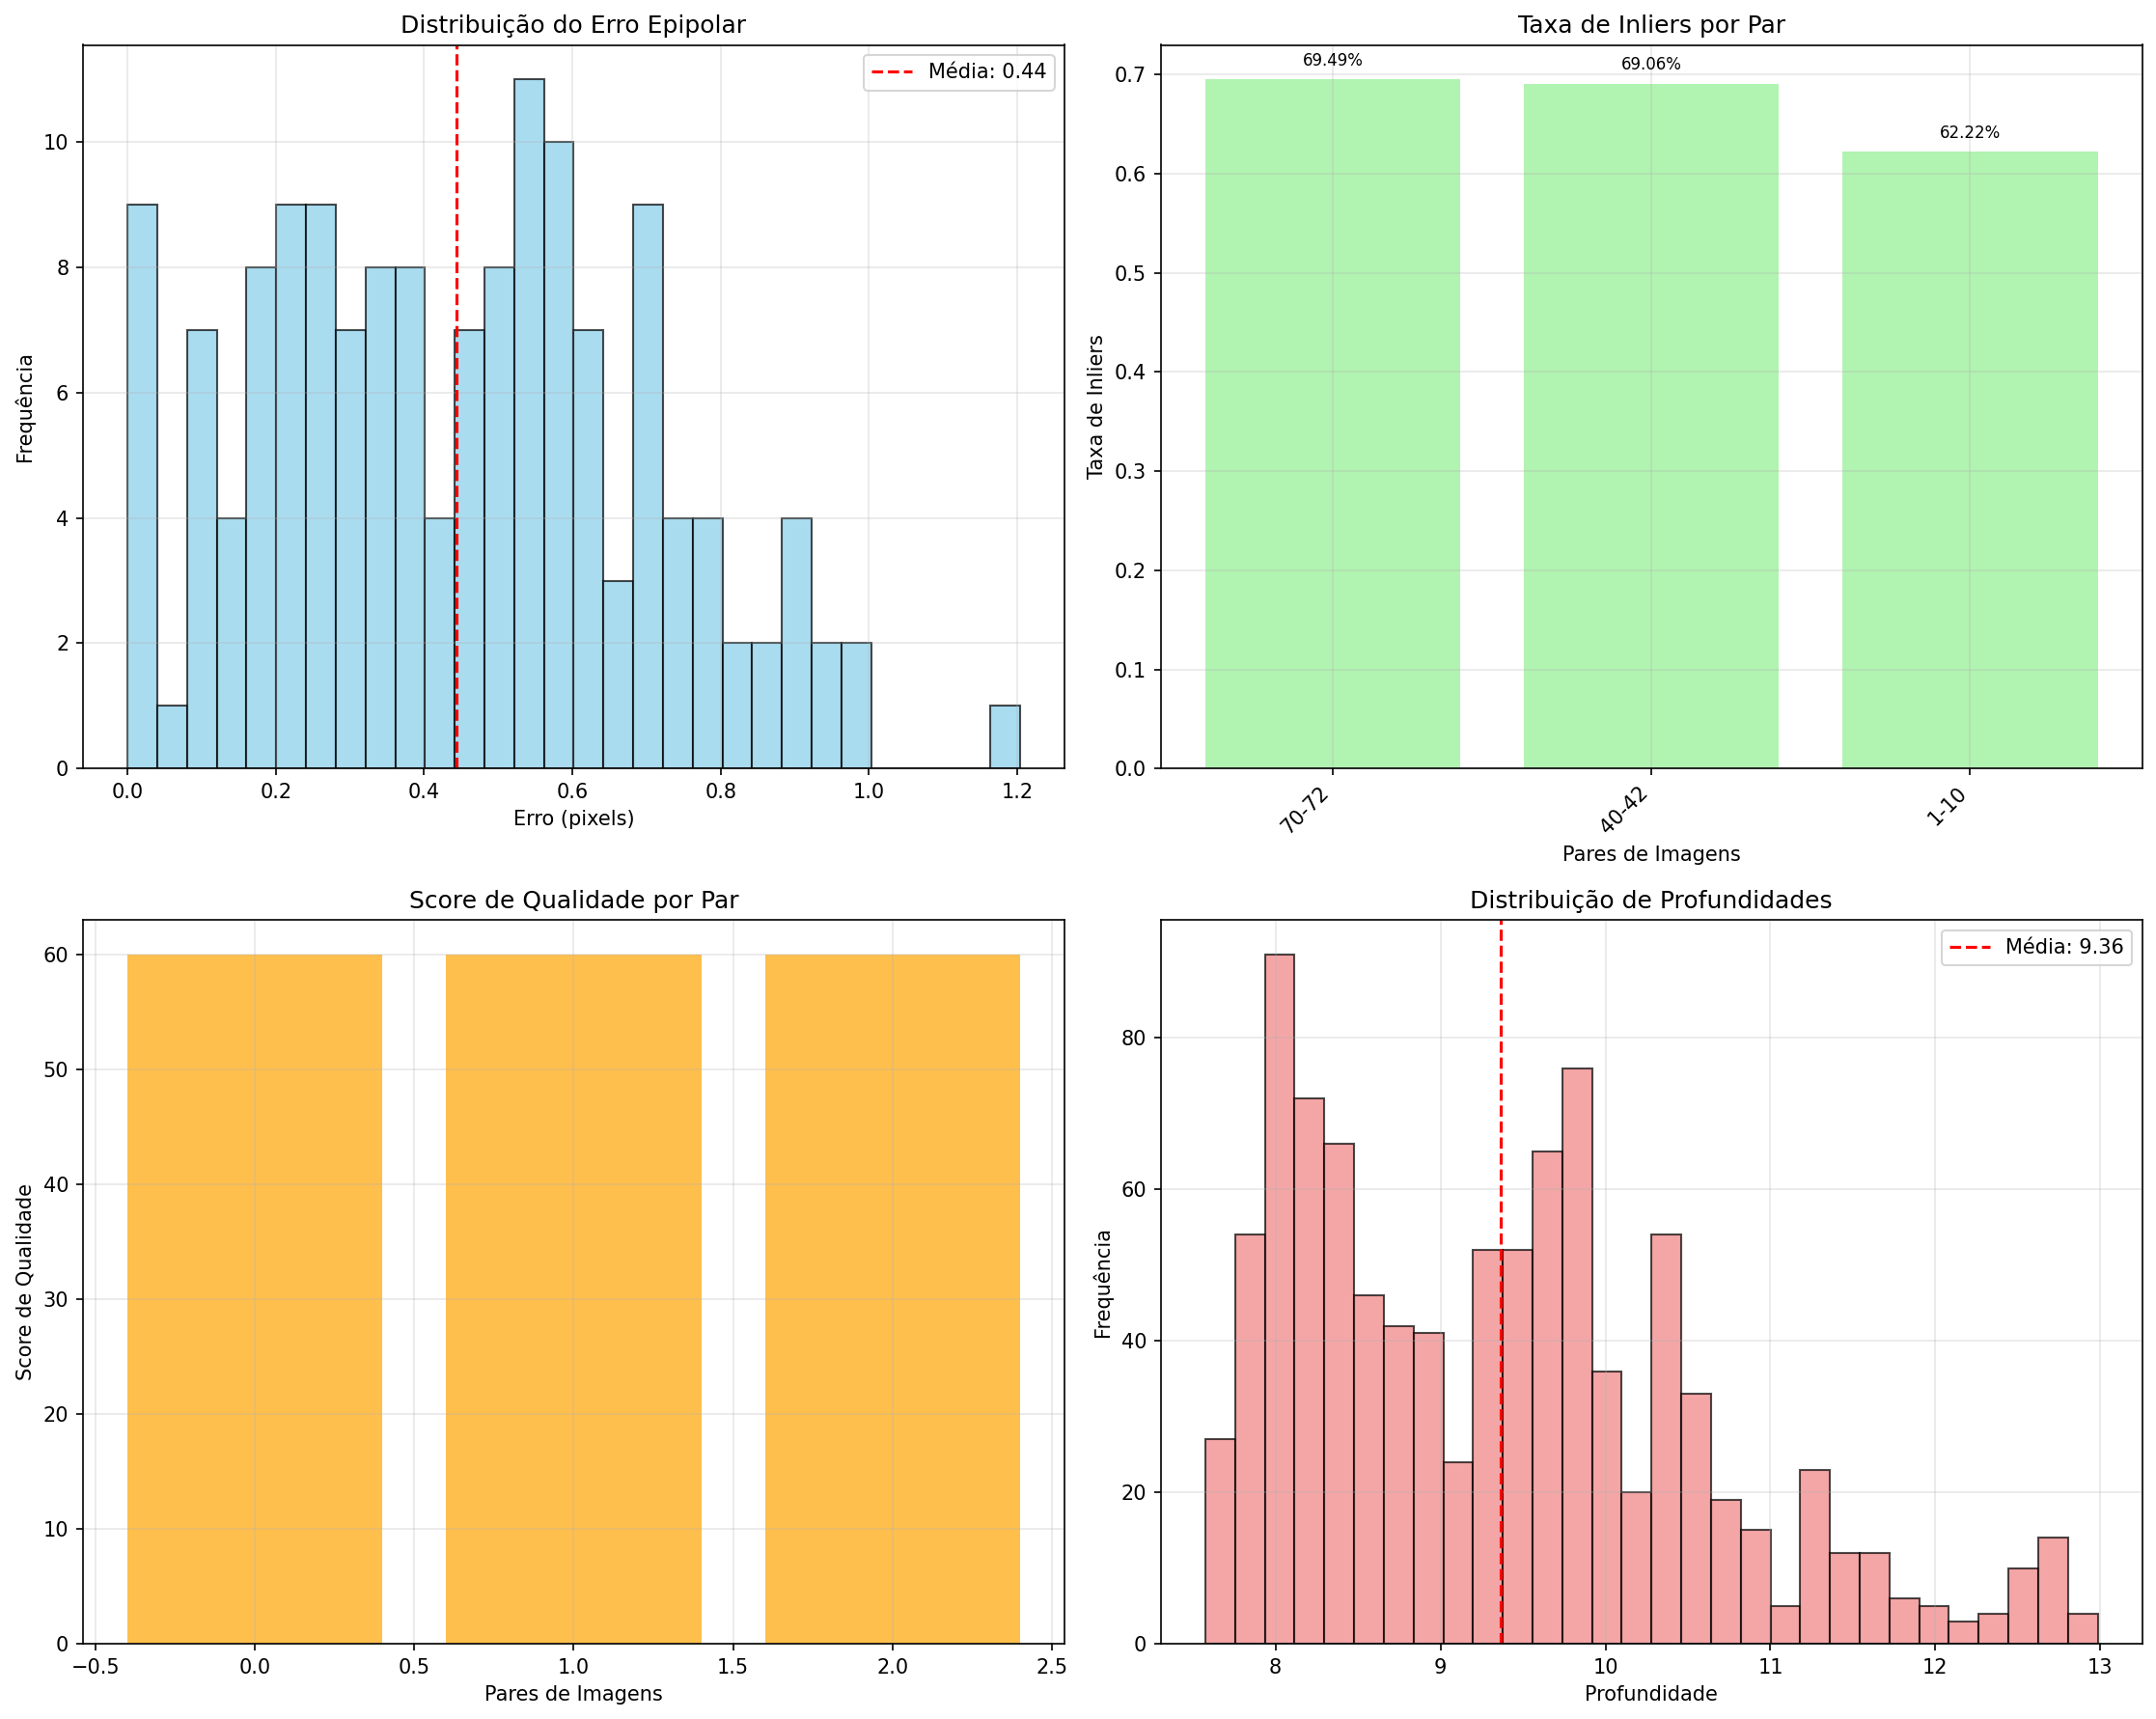 Distribuição do Erro Epipolar
Média: 0.44
Frequência
10
8
6
4
2
0
0.0 0.2 0.4 0.6 0.8 1.0 1.2
Erro (pixels)
Taxa de Inliers por Par
69.49% 69.06% 62.22%
Taxa de Inliers
0.7
0.6
0.5
0.4
0.3
0.2
0.1
0.0
70-72 40-42 1-10
Pares de Imagens
Score de Qualidade por Par
Score de Qualidade
60
50
40
30
20
10
0
−0.5 0.0 0.5 1.0 1.5 2.0 2.5
Pares de Imagens
Distribuição de Profundidades
Média: 9.36
Frequência
80
60
40
20
0
8 9 10 11 12 13
Profundidade